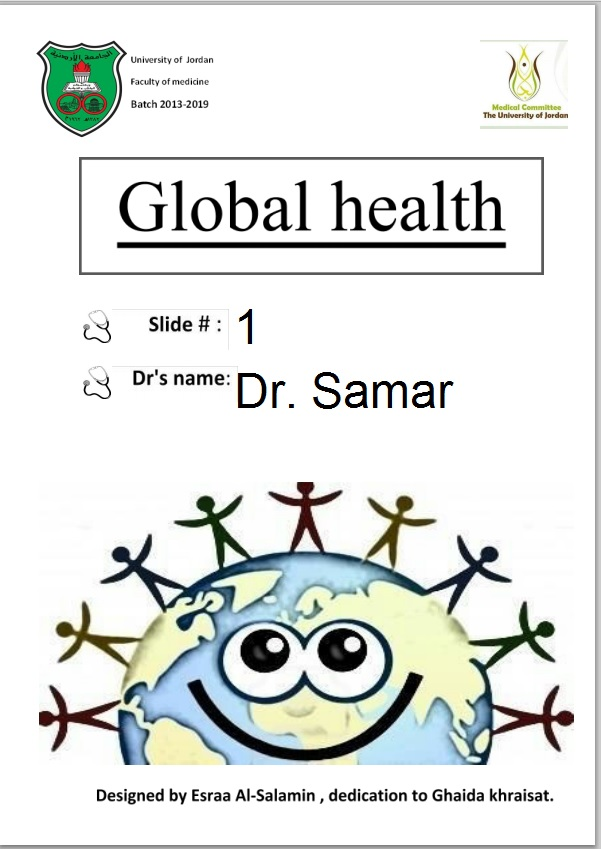 الجامعة الأردنية
University of Jordan
Faculty of medicine
Batch 2013-2019
Medical Committee
The University of Jordan
Global health
Slide # : 1
Dr's name: Dr. Samar
Designed by Esraa Al-Salamin , dedication to Ghaida khraisat.